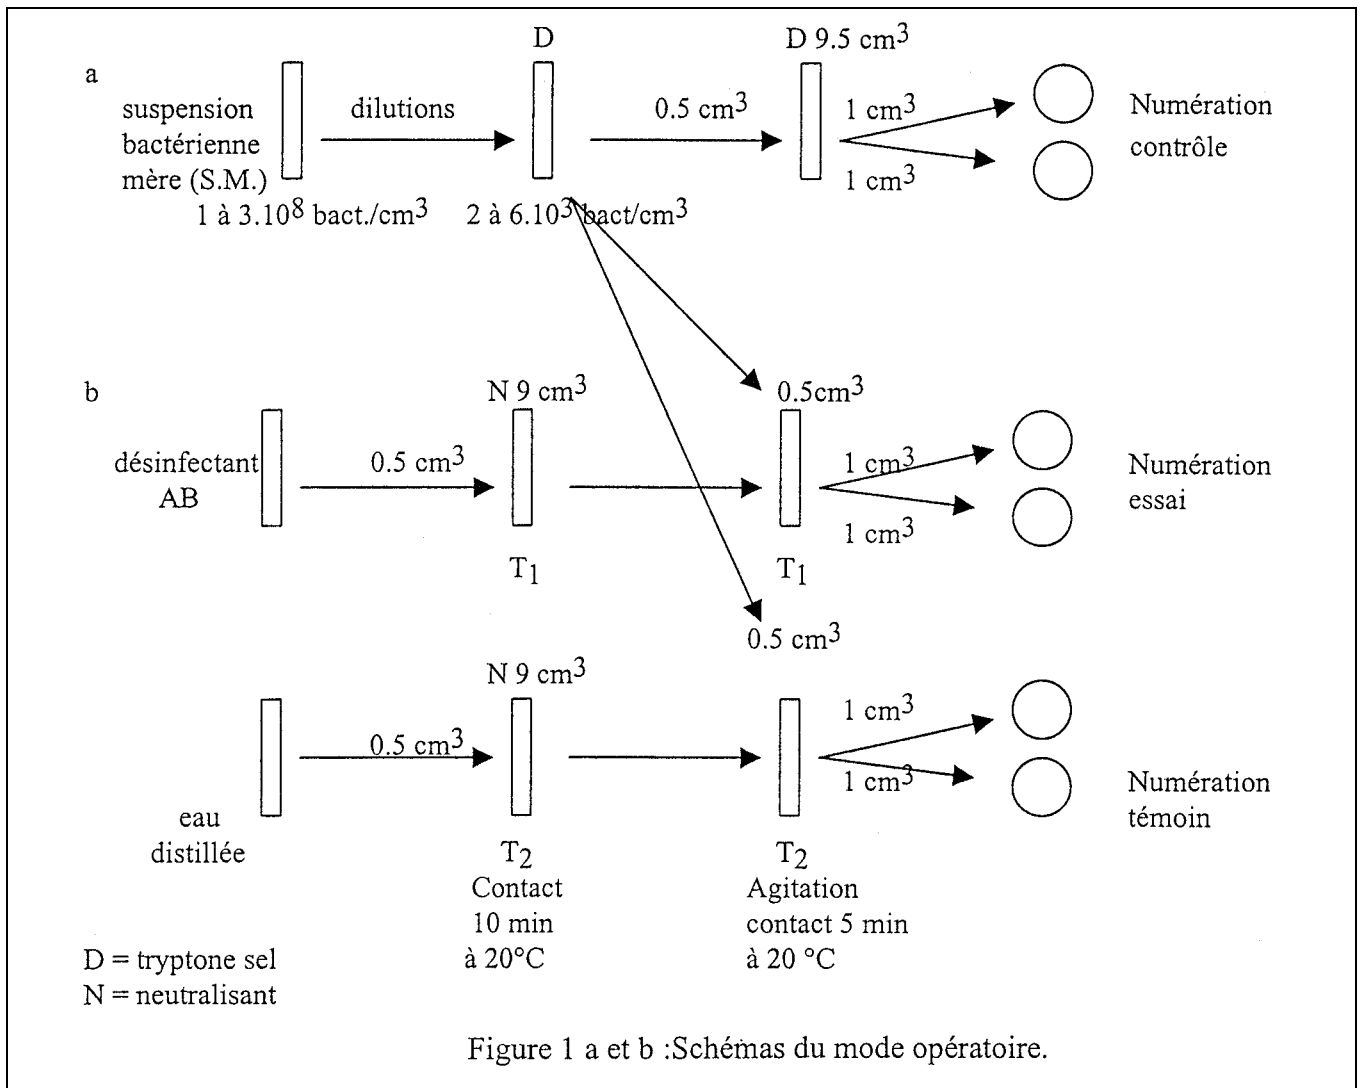 D
D 9.5 cm³
a
suspension
bactérienne
mère (S.M.)
dilutions
0.5 cm³
1 cm³
1 cm³
Numération
contrôle
1 à 3.10⁸ bact./cm³
2 à 6.10³ bact/cm³
b
N 9 cm³
0.5cm³
désinfectant
AB
0.5 cm³
1 cm³
1 cm³
Numération
essai
T₁
T₁
0.5 cm³
N 9 cm³
0.5 cm³
1 cm³
1 cm³
eau
distillée
Numération
témoin
T₂
Contact
10 min
à 20°C
T₂
Agitation
contact 5 min
à 20 °C
D = tryptone sel
N = neutralisant
Figure 1 a et b :Schémas du mode opératoire.